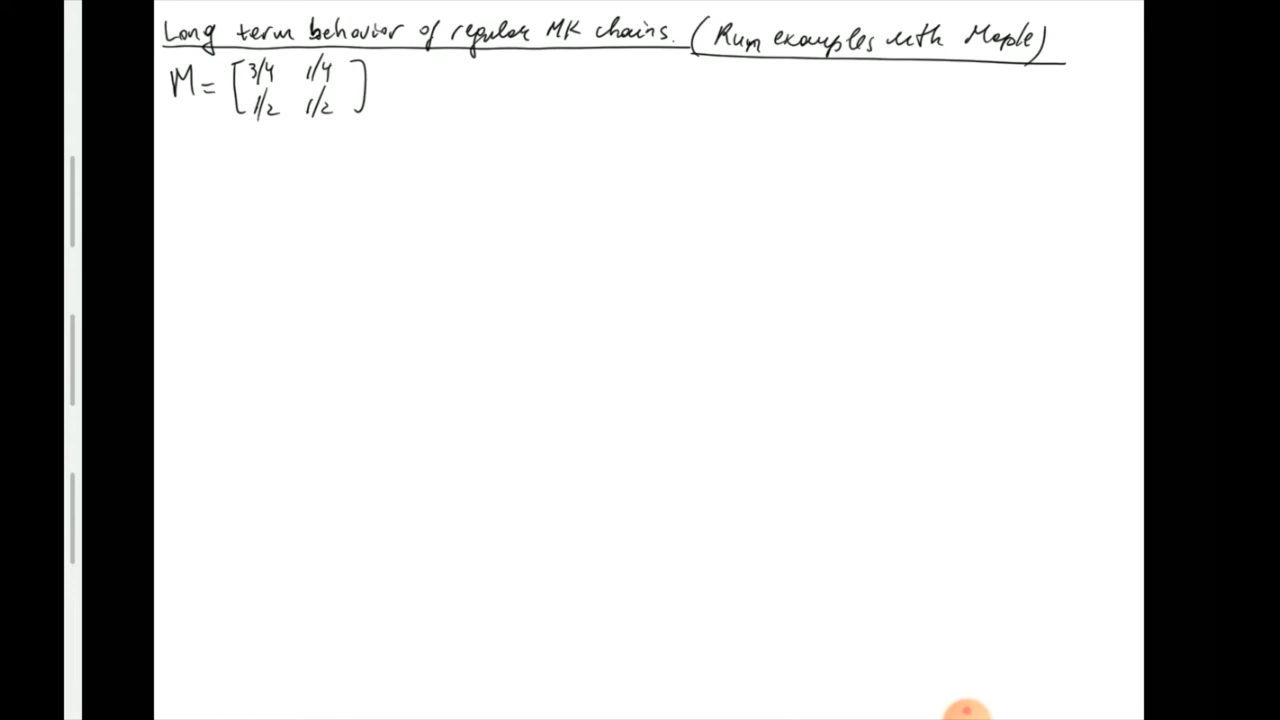 Long term behavior of regular MK chains. (Run examples with Maple)
M = [ 3/4 1/4
1/2 1/2 ]